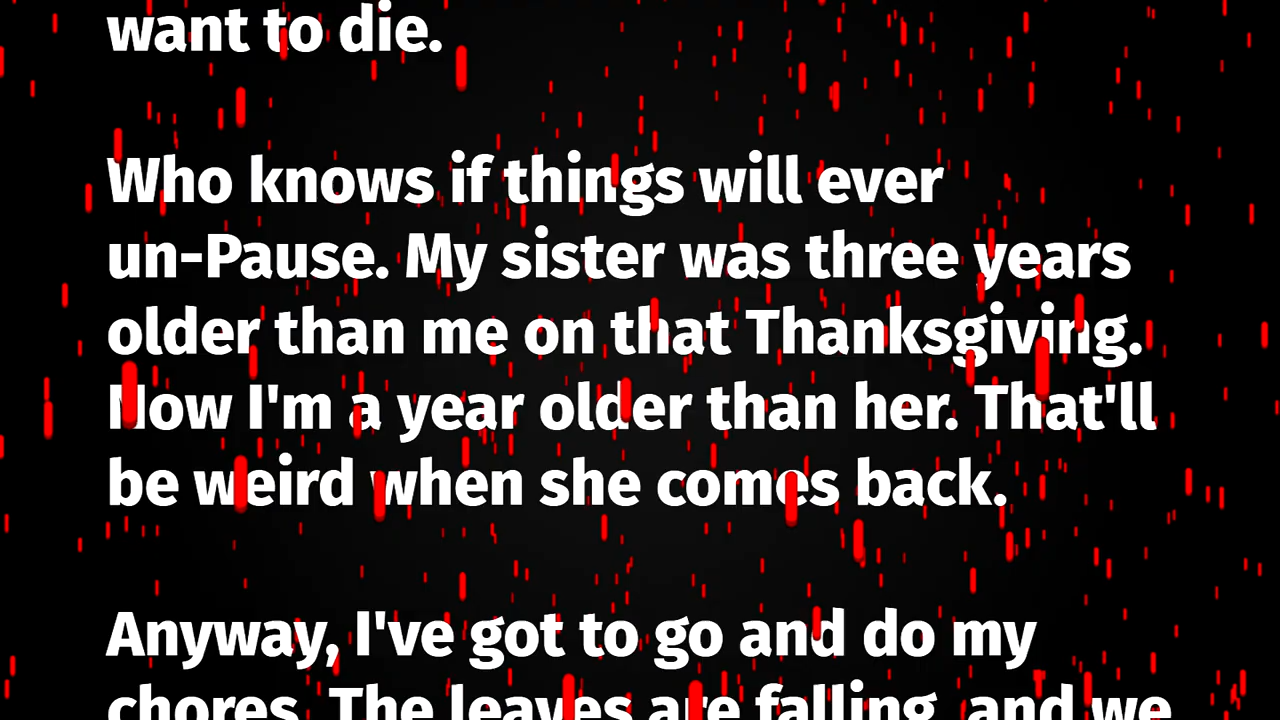 want to die.
Who knows if things will ever
un-Pause. My sister was three years
older than me on that Thanksgiving.
Now I'm a year older than her. That'll
be weird when she comes back.
Anyway, I've got to go and do my
chores. The leaves are falling, and we